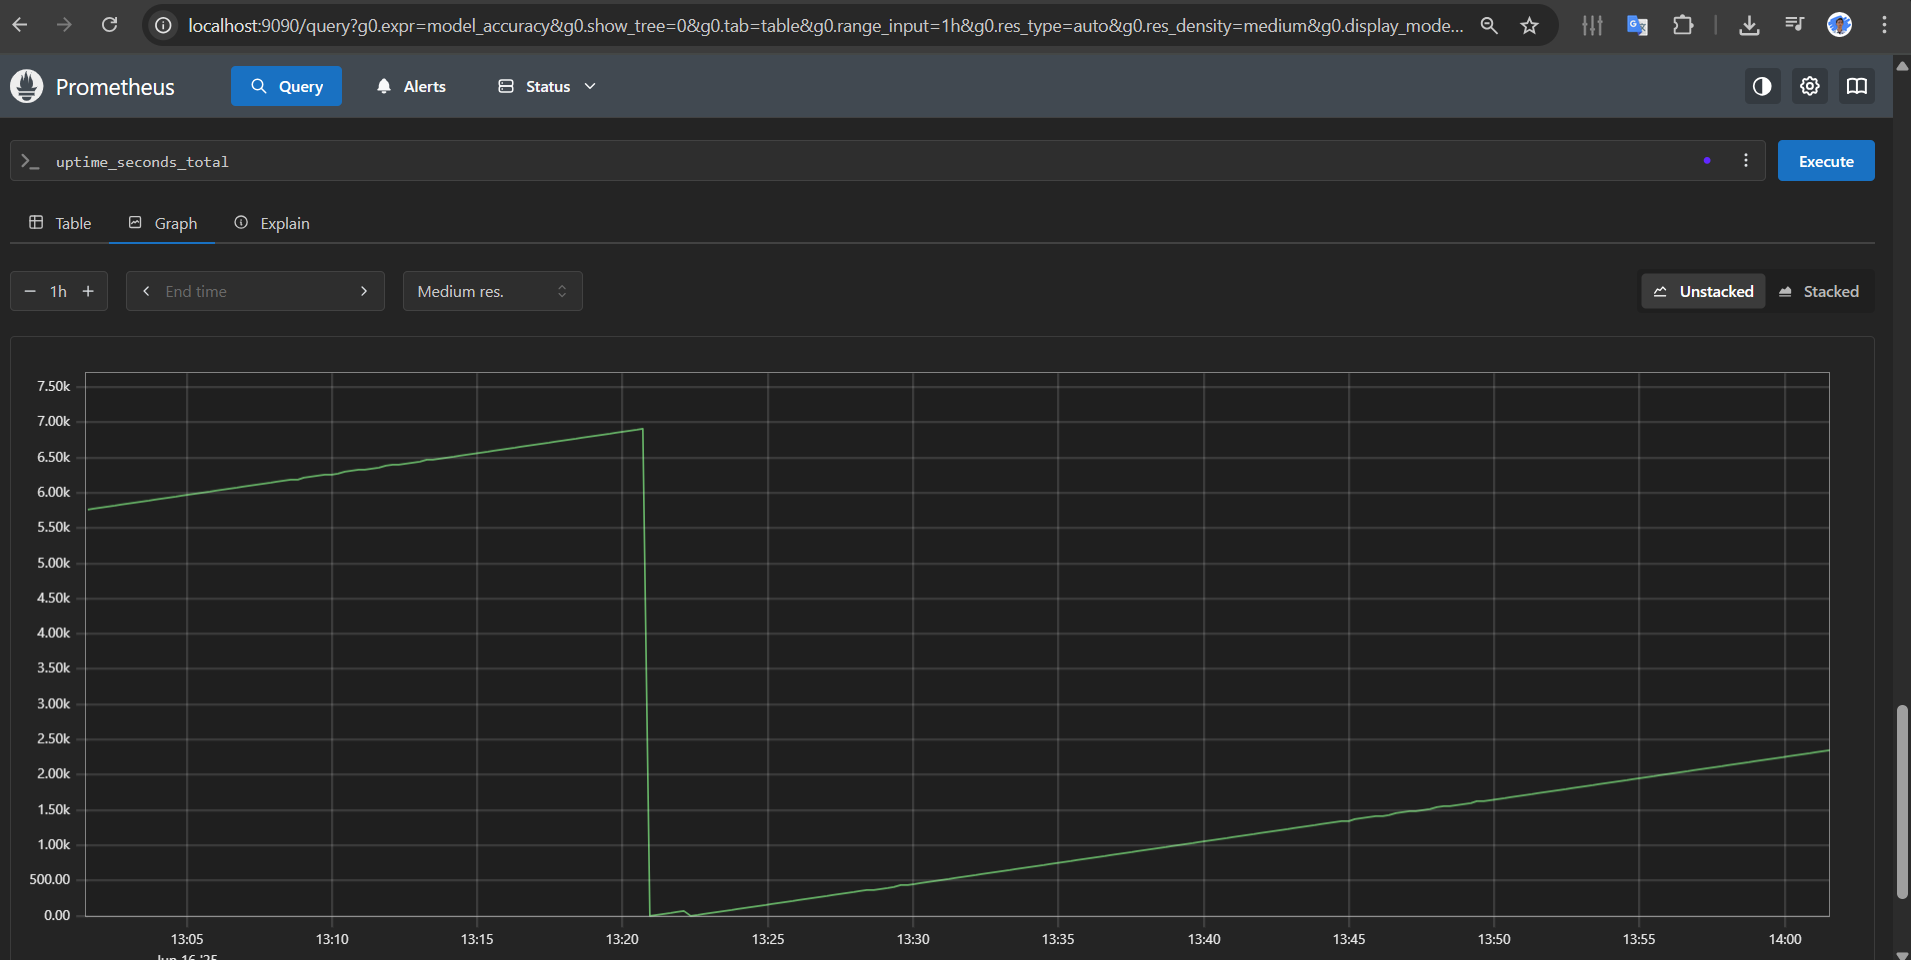 localhost:9090/query?g0.expr=model_accuracy&g0.show_tree=0&g0.tab=table&g0.range_input=1h&g0.res_type=auto&g0.res_density=medium&g0.display_mode...
Prometheus Query Alerts Status
uptime_seconds_total Execute
Table Graph Explain
1h End time Medium res. Unstacked Stacked
7.50k
7.00k
6.50k
6.00k
5.50k
5.00k
4.50k
4.00k
3.50k
3.00k
2.50k
2.00k
1.50k
1.00k
500.00
0.00
13:05 13:10 13:15 13:20 13:25 13:30 13:35 13:40 13:45 13:50 13:55 14:00
Jun 16 '25